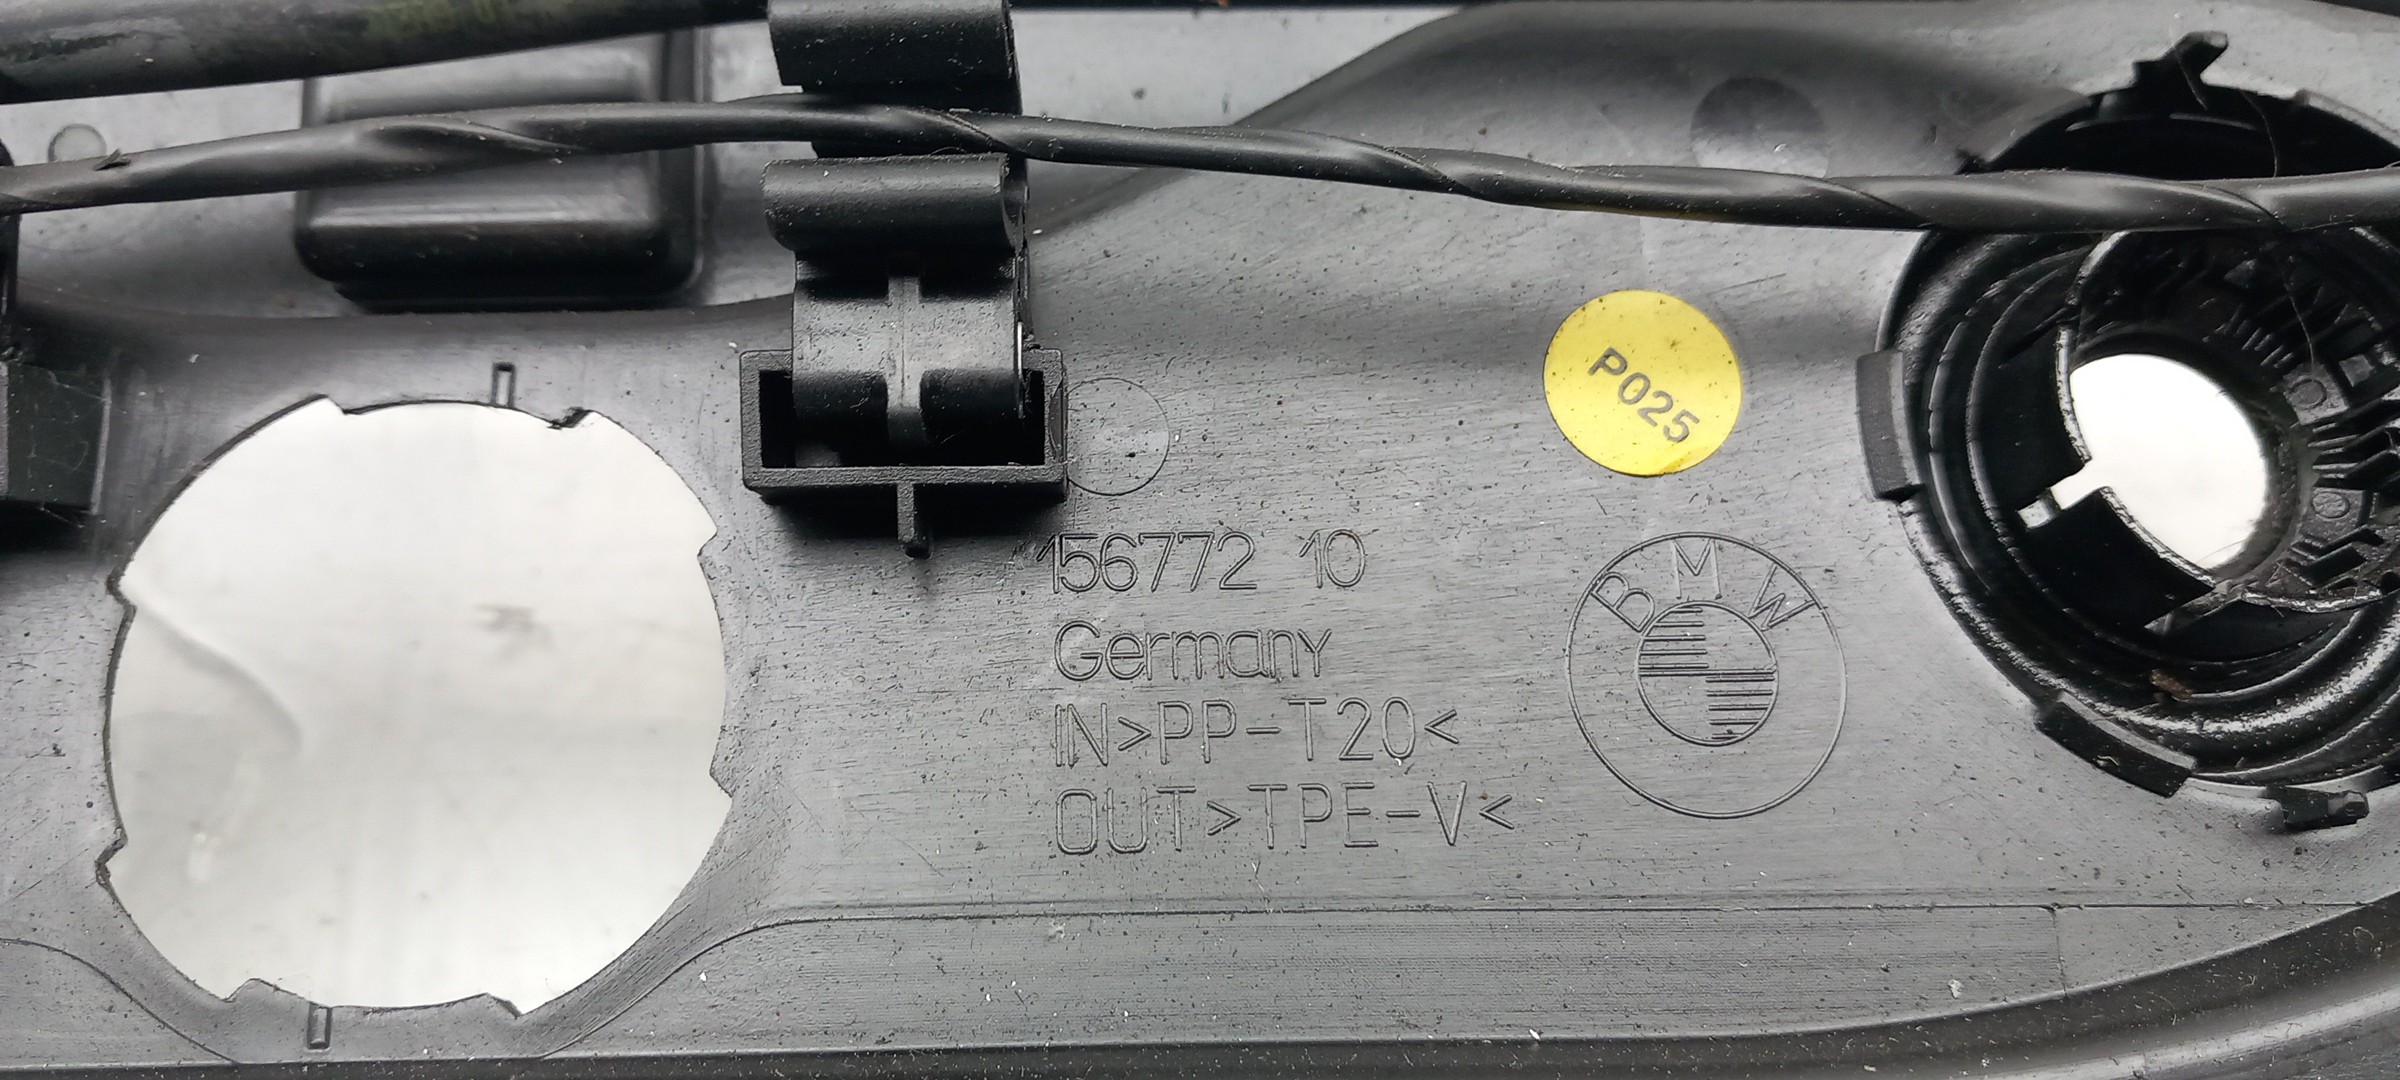 P025
156772 10
Germany
IN>PP-T20<
OUT>TPE-V<
BMW